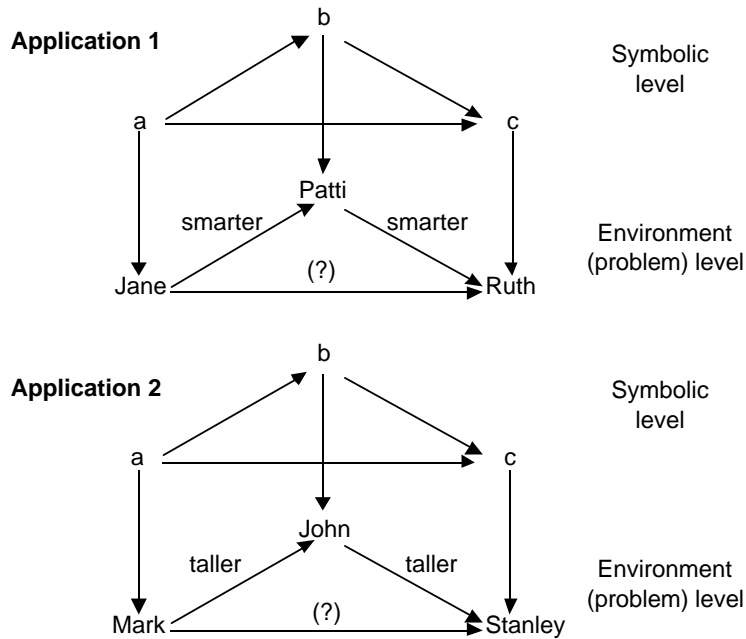 b
Application 1
Symbolic
level
a
c
Patti
smarter
smarter
Environment
(problem) level
(?)
Jane
Ruth
b
Application 2
Symbolic
level
a
c
John
taller
taller
Environment
(problem) level
(?)
Mark
Stanley